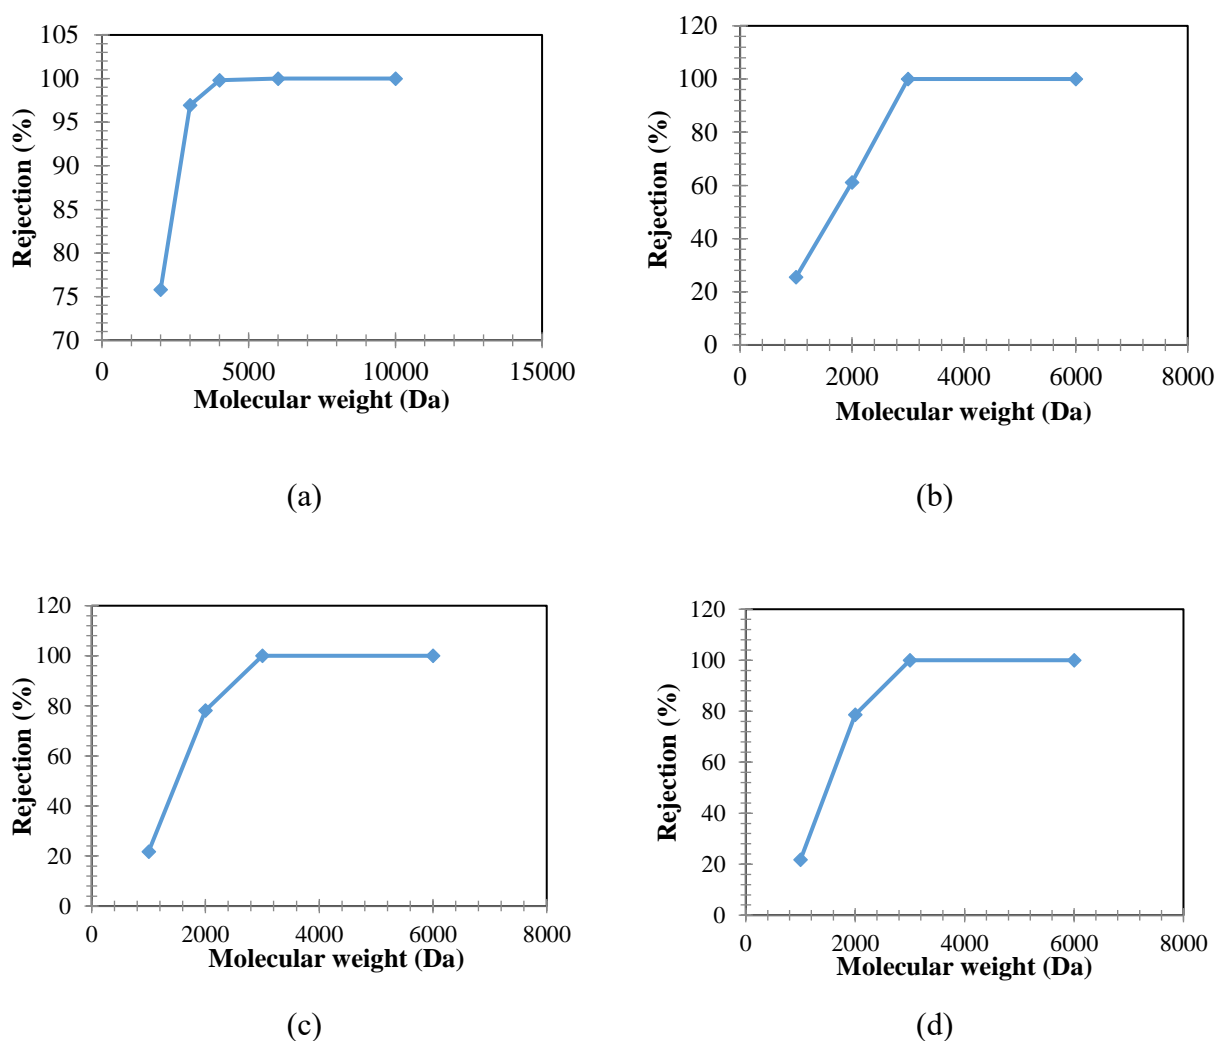 105
100
95
90
85
80
75
70
Rejection (%)
0 5000 10000 15000
Molecular weight (Da)
(a)
120
100
80
60
40
20
0
Rejection (%)
0 2000 4000 6000 8000
Molecular weight (Da)
(b)
120
100
80
60
40
20
0
Rejection (%)
0 2000 4000 6000 8000
Molecular weight (Da)
(c)
120
100
80
60
40
20
0
Rejection (%)
0 2000 4000 6000 8000
Molecular weight (Da)
(d)